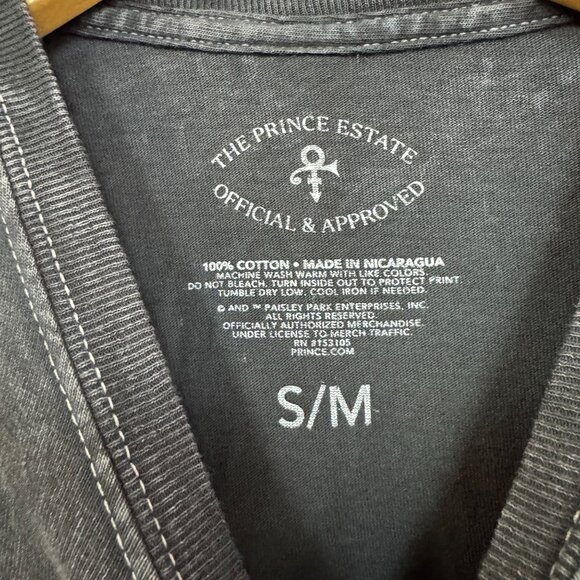 THE PRINCE ESTATE
OFFICIAL & APPROVED
100% COTTON • MADE IN NICARAGUA
MACHINE WASH WARM WITH LIKE COLORS.
DO NOT BLEACH. TURN INSIDE OUT TO PROTECT PRINT.
TUMBLE DRY LOW. COOL IRON IF NEEDED.
© AND ™ PAISLEY PARK ENTERPRISES, INC.
ALL RIGHTS RESERVED.
OFFICIALLY AUTHORIZED MERCHANDISE.
UNDER LICENSE TO MERCH TRAFFIC.
RN #153105
PRINCE.COM
S/M